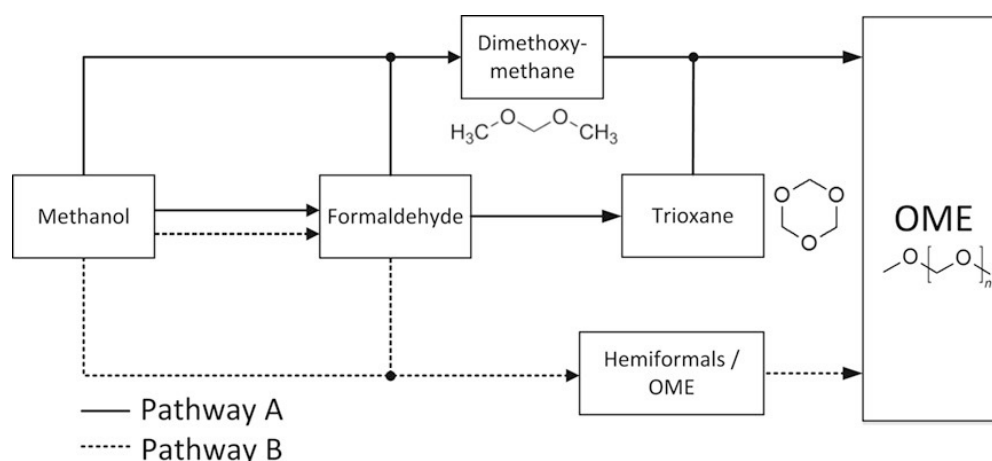 Dimethoxy-
methane
H3C O O CH3
Methanol
Formaldehyde
Trioxane
O O
O
OME
O [ O ] n
Hemiformals /
OME
Pathway A
Pathway B